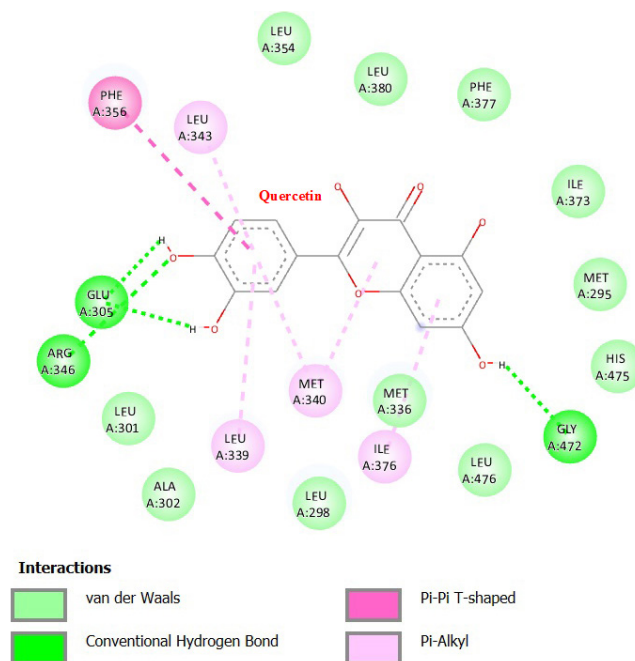 LEU
A:354
LEU
A:380
PHE
A:377
PHE
A:356
LEU
A:343
Quercetin
ILE
A:373
H
O
O
O
O
MET
A:295
GLU
A:305
O
H
O
H
O
HIS
A:475
ARG
A:346
MET
A:340
MET
A:336
LEU
A:301
LEU
A:339
ILE
A:376
GLY
A:472
LEU
A:476
ALA
A:302
LEU
A:298
Interactions
van der Waals
Pi-Pi T-shaped
Conventional Hydrogen Bond
Pi-Alkyl